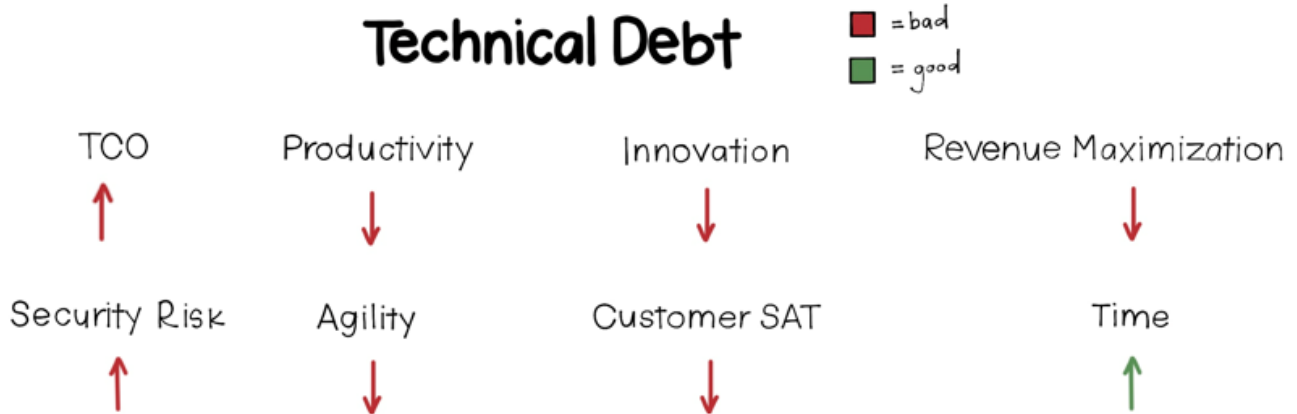 Technical Debt
= bad
= good
TCO Productivity Innovation Revenue Maximization
Security Risk Agility Customer SAT Time